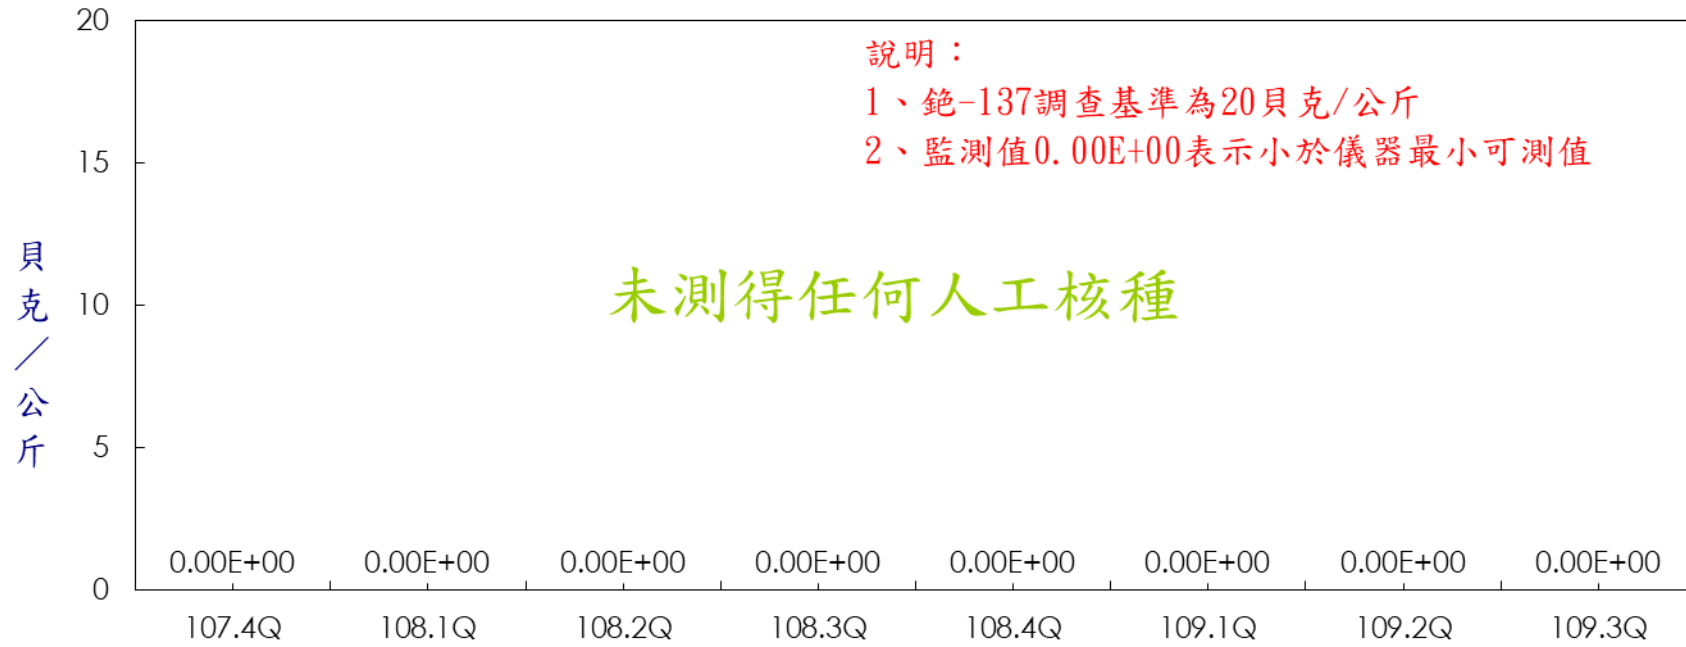 說明：
1、銫-137調查基準為20貝克/公斤
2、監測值0.00E+00表示小於儀器最小可測值
未測得任何人工核種
貝克／公斤
20
15
10
5
0
0.00E+00 0.00E+00 0.00E+00 0.00E+00 0.00E+00 0.00E+00 0.00E+00 0.00E+00
107.4Q 108.1Q 108.2Q 108.3Q 108.4Q 109.1Q 109.2Q 109.3Q